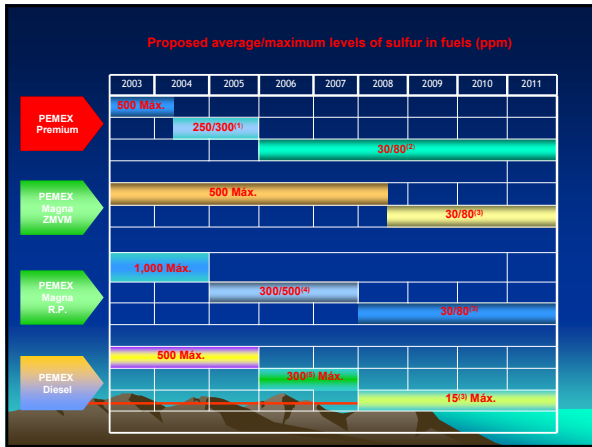 Proposed average/maximum levels of sulfur in fuels (ppm)
2003 2004 2005 2006 2007 2008 2009 2010 2011
PEMEX
Premium
500 Máx.
250/300(1)
30/80(2)
PEMEX
Magna
ZMVM
500 Máx.
30/80(3)
PEMEX
Magna
R.P.
1,000 Máx.
300/500(4)
30/80(3)
PEMEX
Diesel
500 Máx.
300(5) Máx.
15(3) Máx.